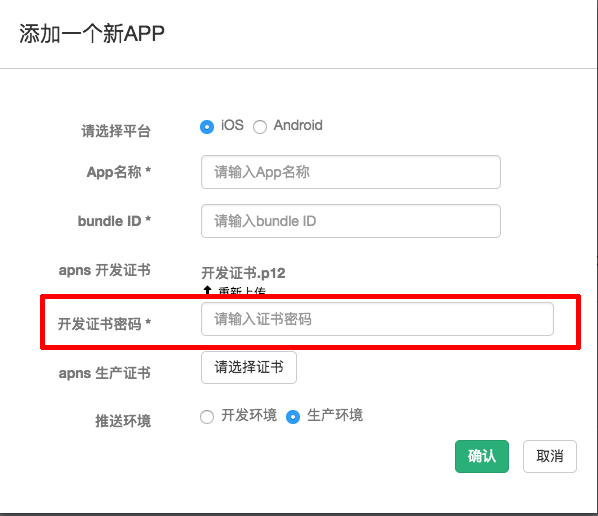 添加一个新APP
请选择平台 iOS Android
App名称 * 请输入App名称
bundle ID * 请输入bundle ID
apns 开发证书 开发证书.p12
重新上传
开发证书密码 * 请输入证书密码
apns 生产证书 请选择证书
推送环境 开发环境 生产环境
确认 取消